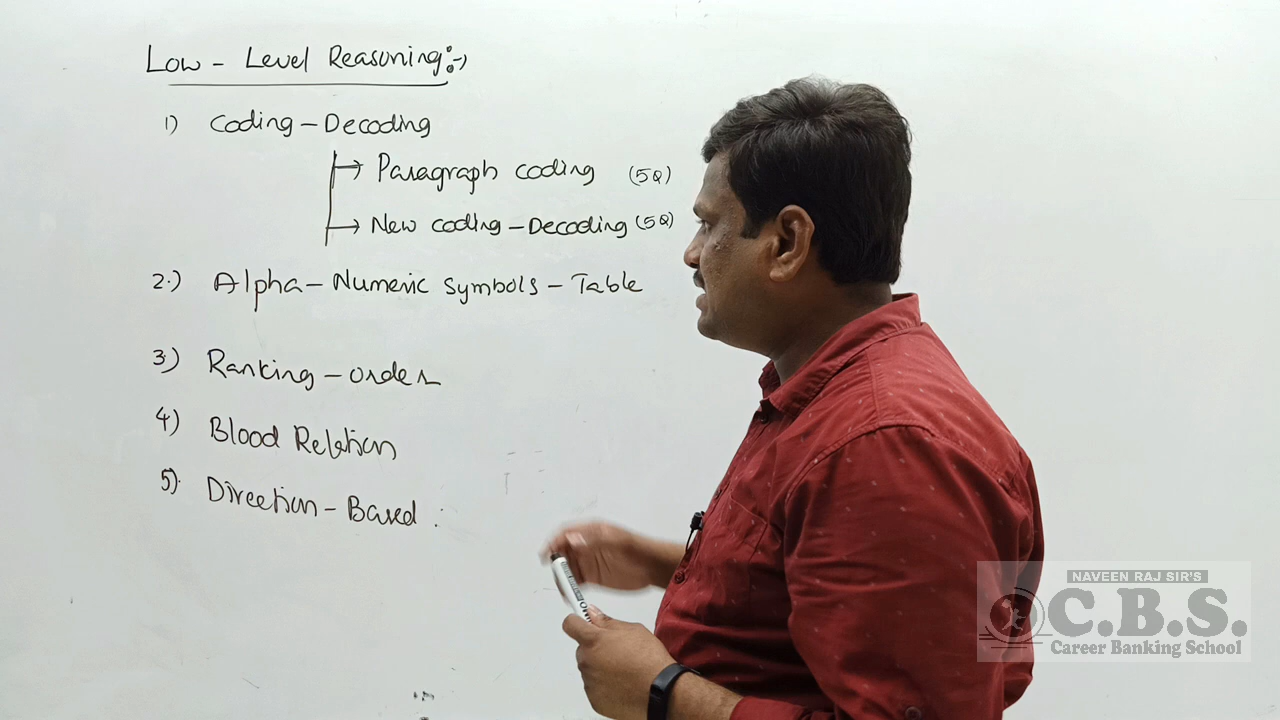 Low - Level Reasoning :-
1) Coding - Decoding
→ Paragraph coding (5Q)
→ New coding - Decoding (5Q)
2.) Alpha - Numeric symbols - Table
3) Ranking - order
4) Blood Relation
5) Direction - Based :
NAVEEN RAJ SIR'S
C.B.S.
Career Banking School